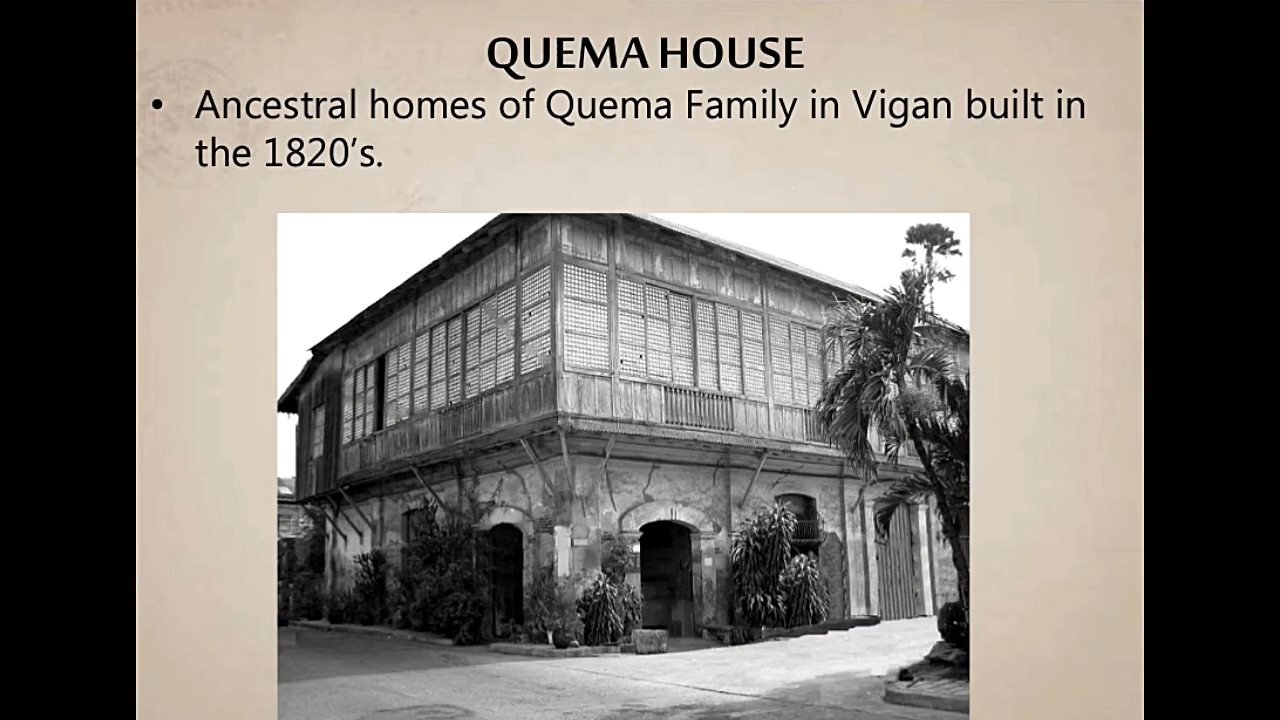 QUEMA HOUSE
• Ancestral homes of Quema Family in Vigan built in
the 1820’s.